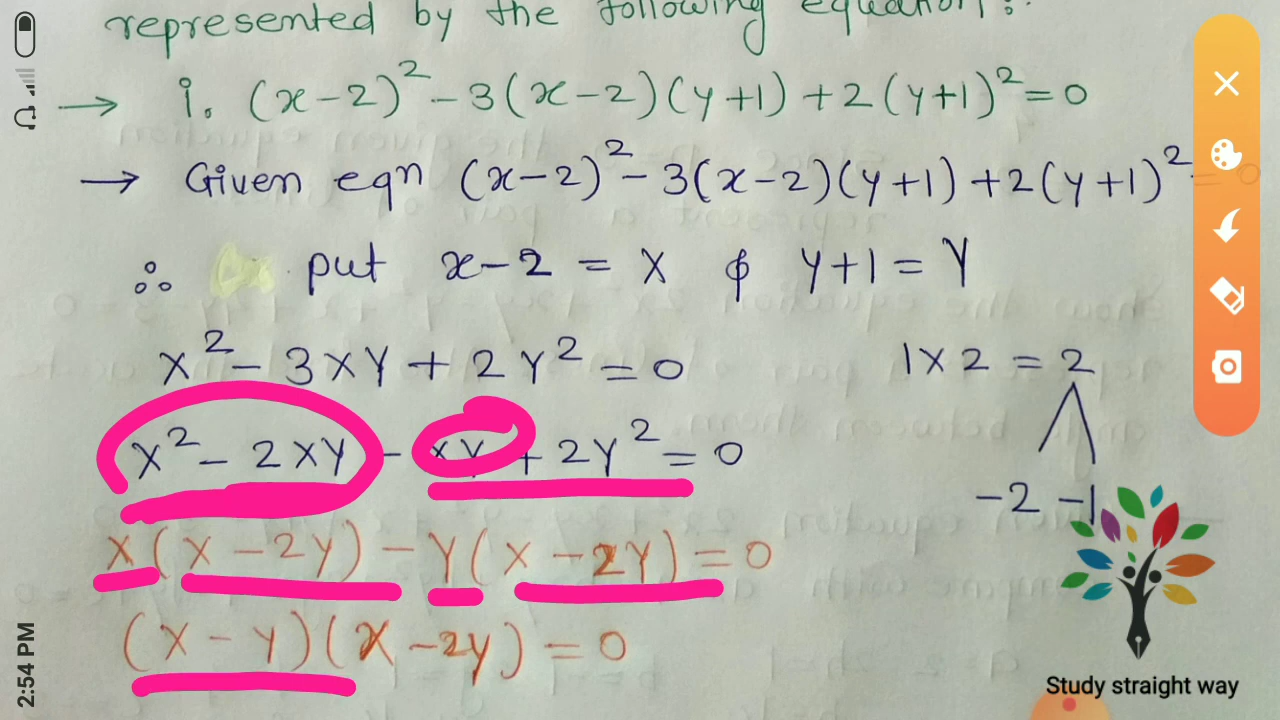 represented by the following equation:
→ i. (x-2)² - 3(x-2)(y+1) + 2(y+1)² = 0
→ Given eqn (x-2)² - 3(x-2)(y+1) + 2(y+1)² = 0
∴ put x-2 = X & y+1 = Y
X² - 3XY + 2Y² = 0
1 x 2 = 2
X² - 2XY - XY + 2Y² = 0
-2 -1
X(X - 2Y) - Y(X - 2Y) = 0
(X - Y)(X - 2Y) = 0
Study straight way
2:54 PM